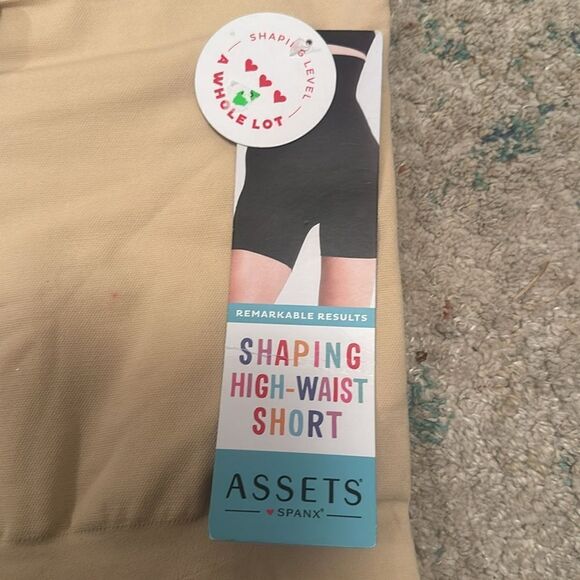 SHAPING LEVEL
A WHOLE LOT
REMARKABLE RESULTS
SHAPING
HIGH-WAIST
SHORT
ASSETS®
SPANX®